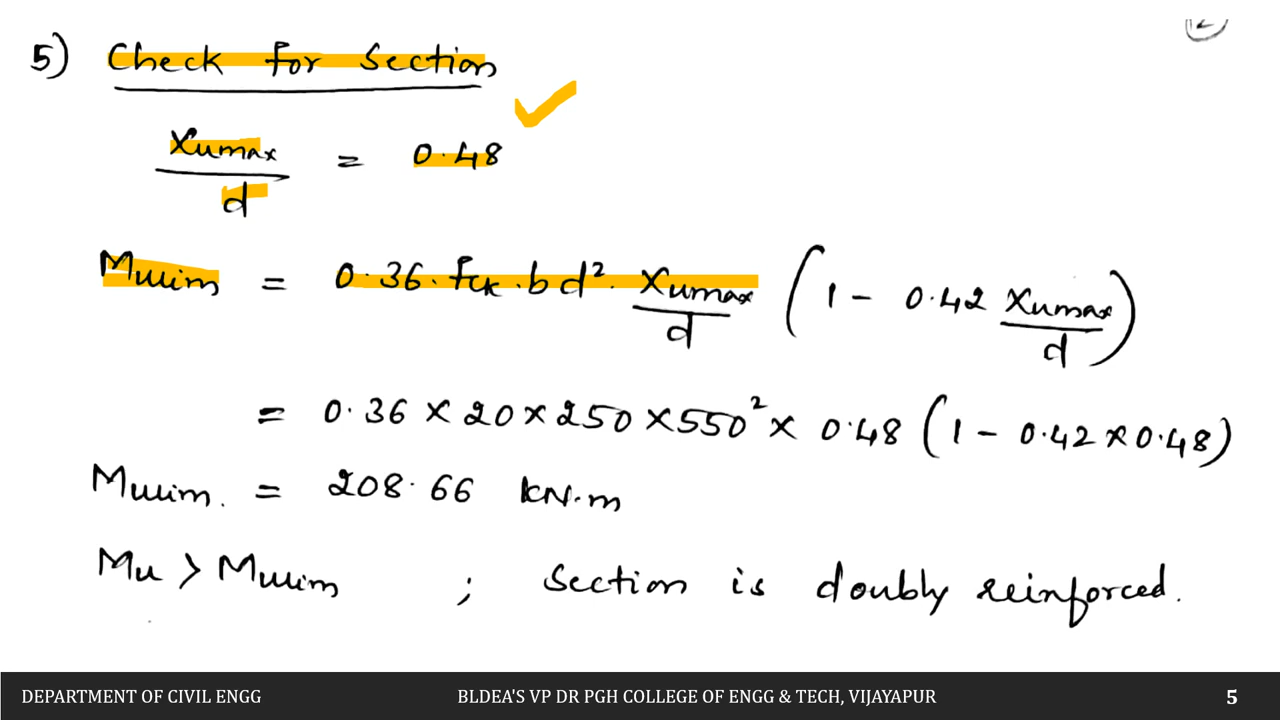 2
5) Check for Section
xumax / d = 0.48
Mulim = 0.36. fck .b d². xumax / d (1 - 0.42 xumax / d)
= 0.36 x 20 x 250 x 550² x 0.48 (1 - 0.42 x 0.48)
Mulim. = 208.66 kN.m
Mu > Mulim ; Section is doubly reinforced.
DEPARTMENT OF CIVIL ENGG BLDEA'S VP DR PGH COLLEGE OF ENGG & TECH, VIJAYAPUR 5